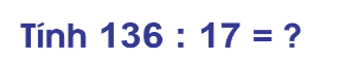 Tính 136 : 17 = ?